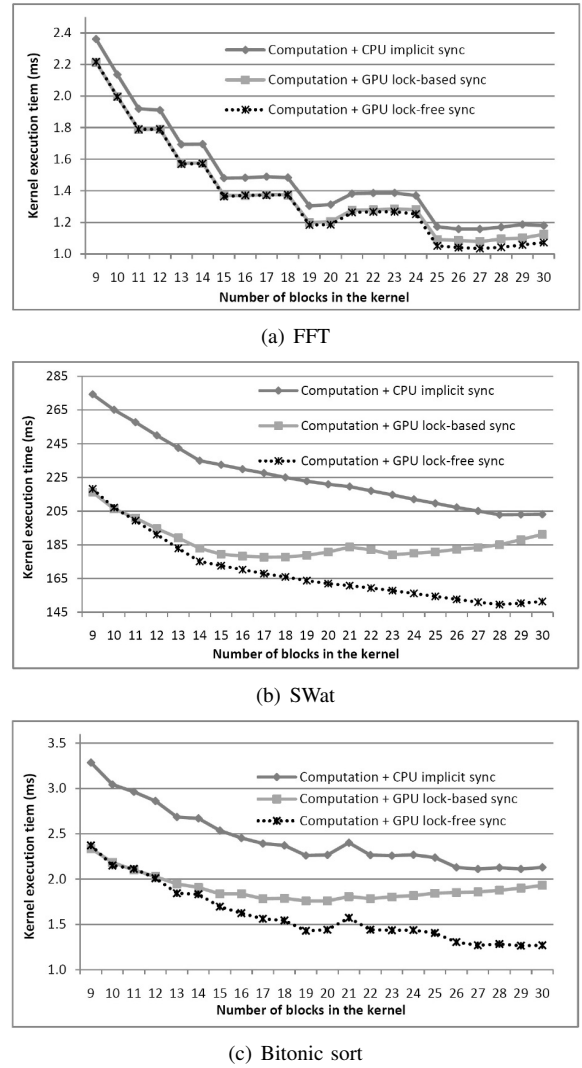 2.4
2.2
2.0
1.8
1.6
1.4
1.2
1.0
Kernel execution tiem (ms)
Computation + CPU implicit sync
Computation + GPU lock-based sync
Computation + GPU lock-free sync
9 10 11 12 13 14 15 16 17 18 19 20 21 22 23 24 25 26 27 28 29 30
Number of blocks in the kernel
(a) FFT
285
265
245
225
205
185
165
145
Kernel execution time (ms)
Computation + CPU implicit sync
Computation + GPU lock-based sync
Computation + GPU lock-free sync
9 10 11 12 13 14 15 16 17 18 19 20 21 22 23 24 25 26 27 28 29 30
Number of blocks in the kernel
(b) SWat
3.5
3.0
2.5
2.0
1.5
1.0
Kernel execution tiem (ms)
Computation + CPU implicit sync
Computation + GPU lock-based sync
Computation + GPU lock-free sync
9 10 11 12 13 14 15 16 17 18 19 20 21 22 23 24 25 26 27 28 29 30
Number of blocks in the kernel
(c) Bitonic sort